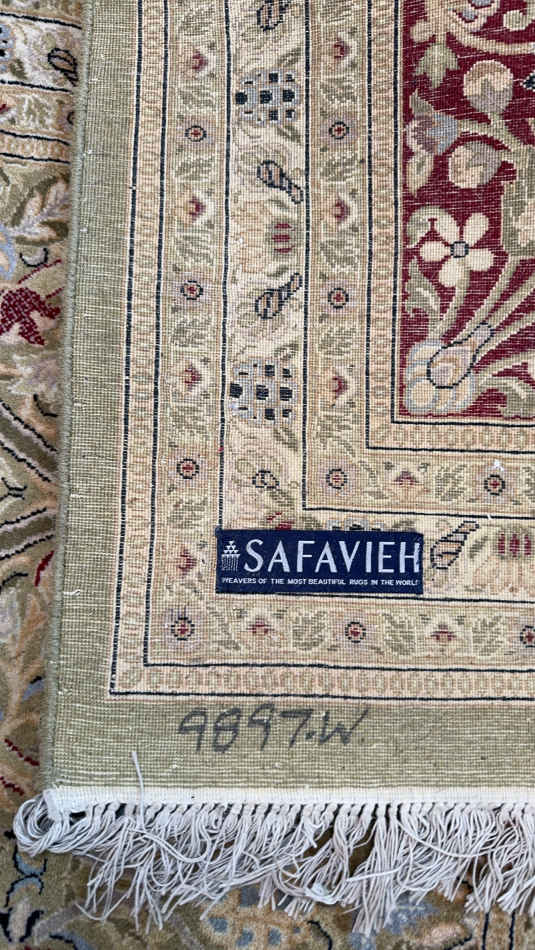 SAFAVIEH
WEAVERS OF THE MOST BEAUTIFUL RUGS IN THE WORLD
9897.W